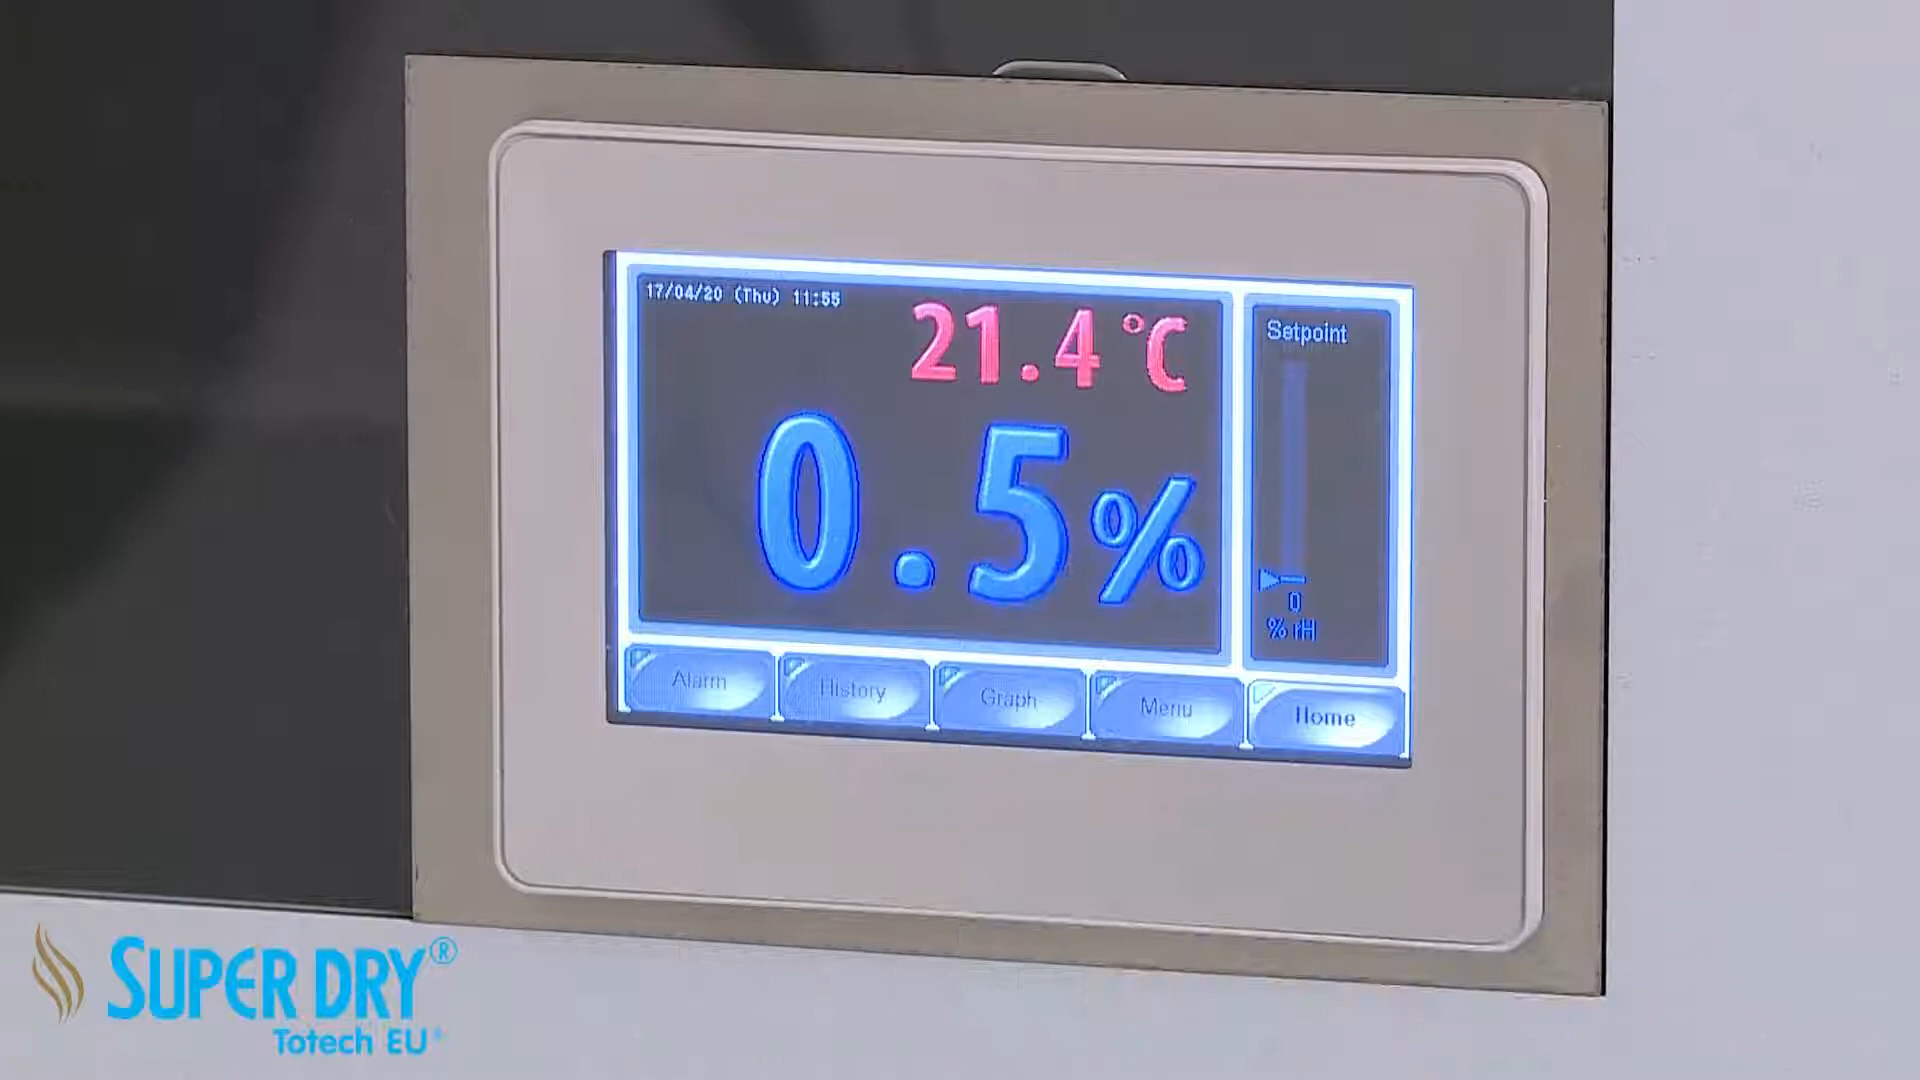 17/04/20 (Thu) 11:55
21.4 °C
0.5%
Setpoint
0
% rH
Alarm
History
Graph
Menu
Home
SUPER DRY®
Totech EU®